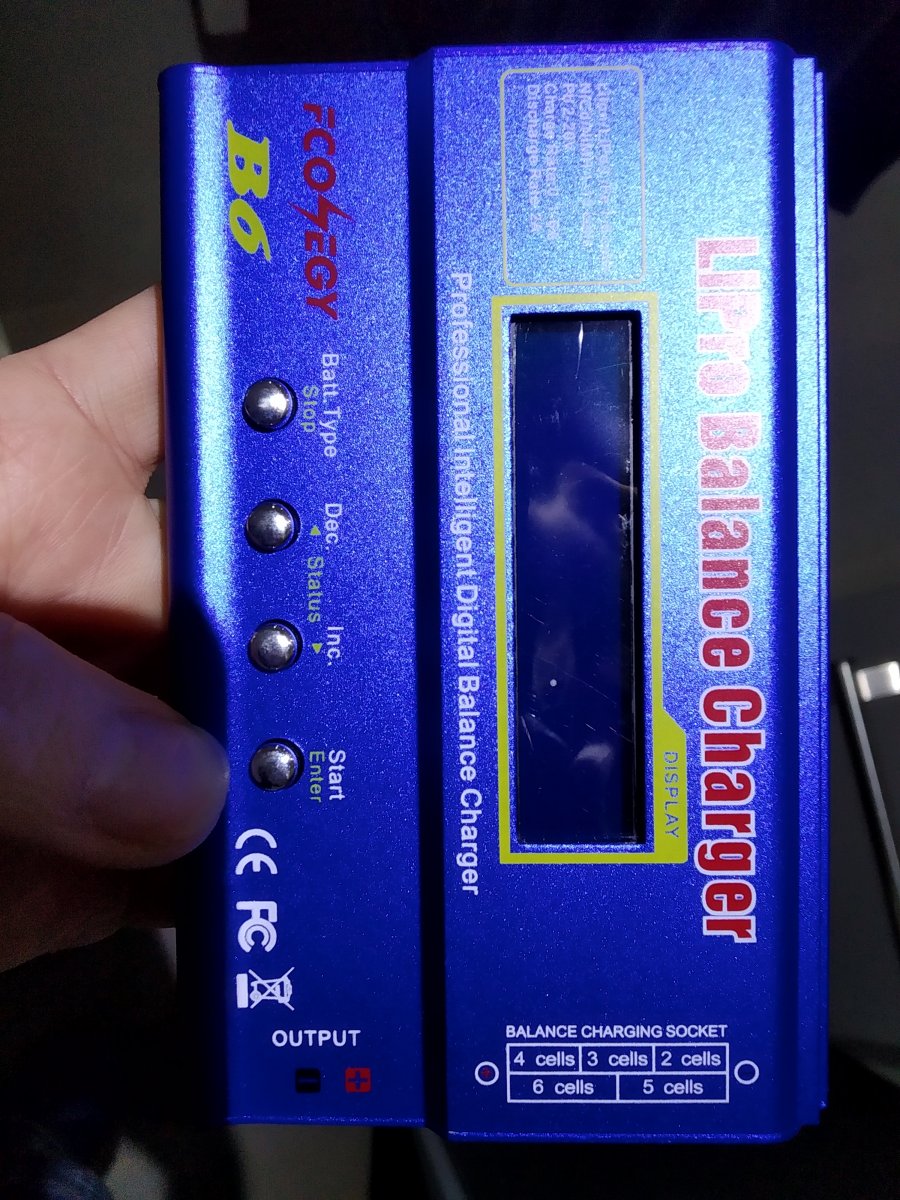 LiPro Balance Charger
DISPLAY
Professional Intelligent Digital Balance Charger
BALANCE CHARGING SOCKET
4 cells 3 cells 2 cells
6 cells 5 cells
FCONEGY
B6
Batt. Type
Stop
Dec. Inc.
◄ Status ►
Start
Enter
CE FC
OUTPUT
- +